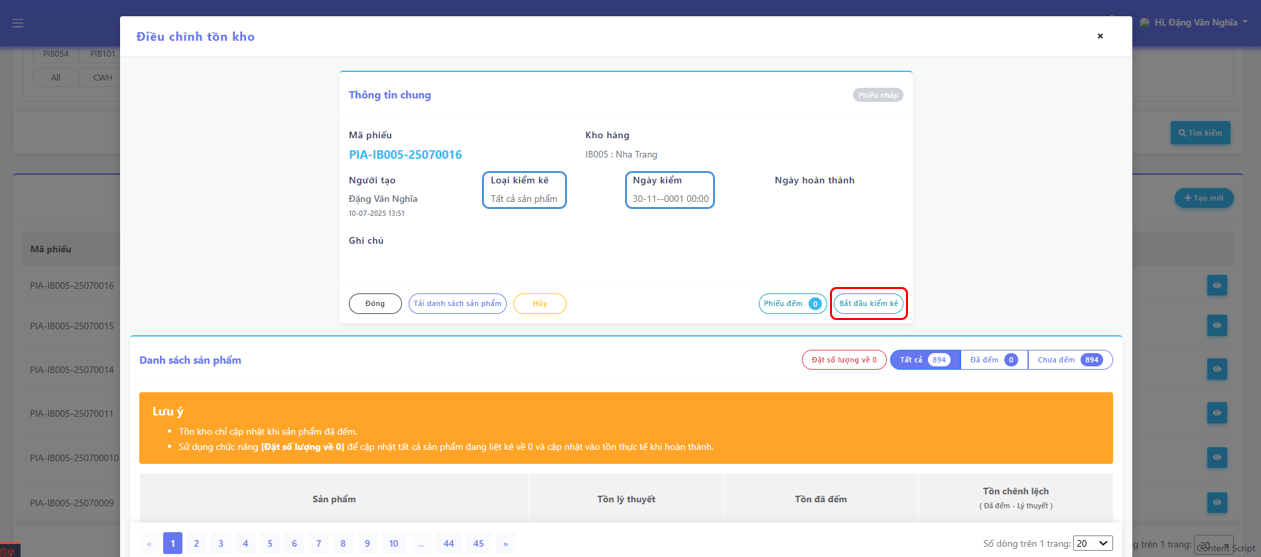 Điều chỉnh tồn kho
×
Hi, Đặng Văn Nghĩa
PIB054
PIB101
All
CWH
Tìm kiếm
Tạo mới
Mã phiếu
PIA-IB005-25070016
PIA-IB005-25070015
PIA-IB005-25070014
PIA-IB005-25070011
PIA-IB005-250700010
PIA-IB005-25070009
Thông tin chung
Phiếu nháp
Mã phiếu
Kho hàng
PIA-IB005-25070016
IB005 : Nha Trang
Người tạo
Loại kiểm kê
Ngày kiểm
Ngày hoàn thành
Đặng Văn Nghĩa
Tất cả sản phẩm
30-11--0001 00:00
10-07-2025 13:51
Ghi chú
Đóng
Tải danh sách sản phẩm
Hủy
Phiếu đếm 0
Bắt đầu kiểm kê
Danh sách sản phẩm
Đặt số lượng về 0
Tất cả 894
Đã đếm 0
Chưa đếm 894
Lưu ý
• Tồn kho chỉ cập nhật khi sản phẩm đã đếm.
• Sử dụng chức năng [Đặt số lượng về 0] để cập nhật tất cả sản phẩm đang liệt kê về 0 và cập nhật vào tồn thực tế khi hoàn thành.
Sản phẩm
Tồn lý thuyết
Tồn đã đếm
Tồn chênh lệch
( Đã đếm - Lý thuyết )
« 1 2 3 4 5 6 7 8 9 10 ... 44 45 »
Số dòng trên 1 trang: 20
g trên 1 trang: 20
Content Script